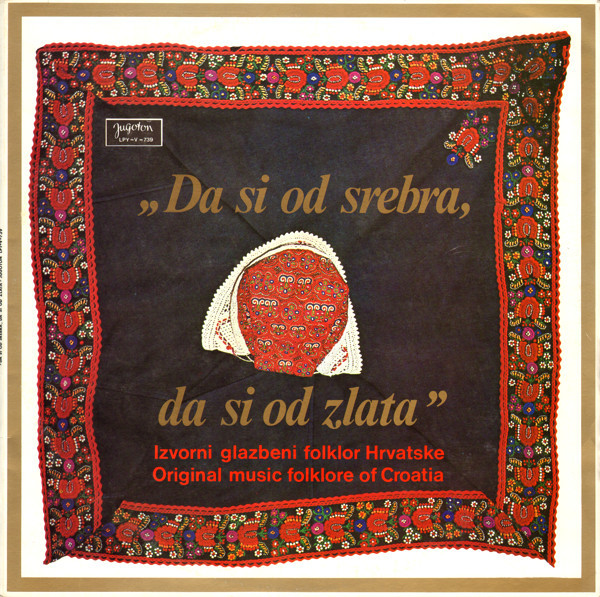 Jugoton
LPY-V-739
„Da si od srebra,
da si od zlata”
Izvorni glazbeni folklor Hrvatske
Original music folklore of Croatia